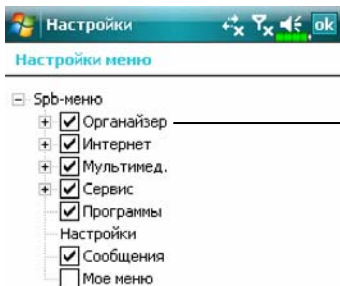 Настройки ok
Настройки меню
Spb-меню
Органайзер
Интернет
Мультимед.
Сервис
Программы
Настройки
Сообщения
Мое меню